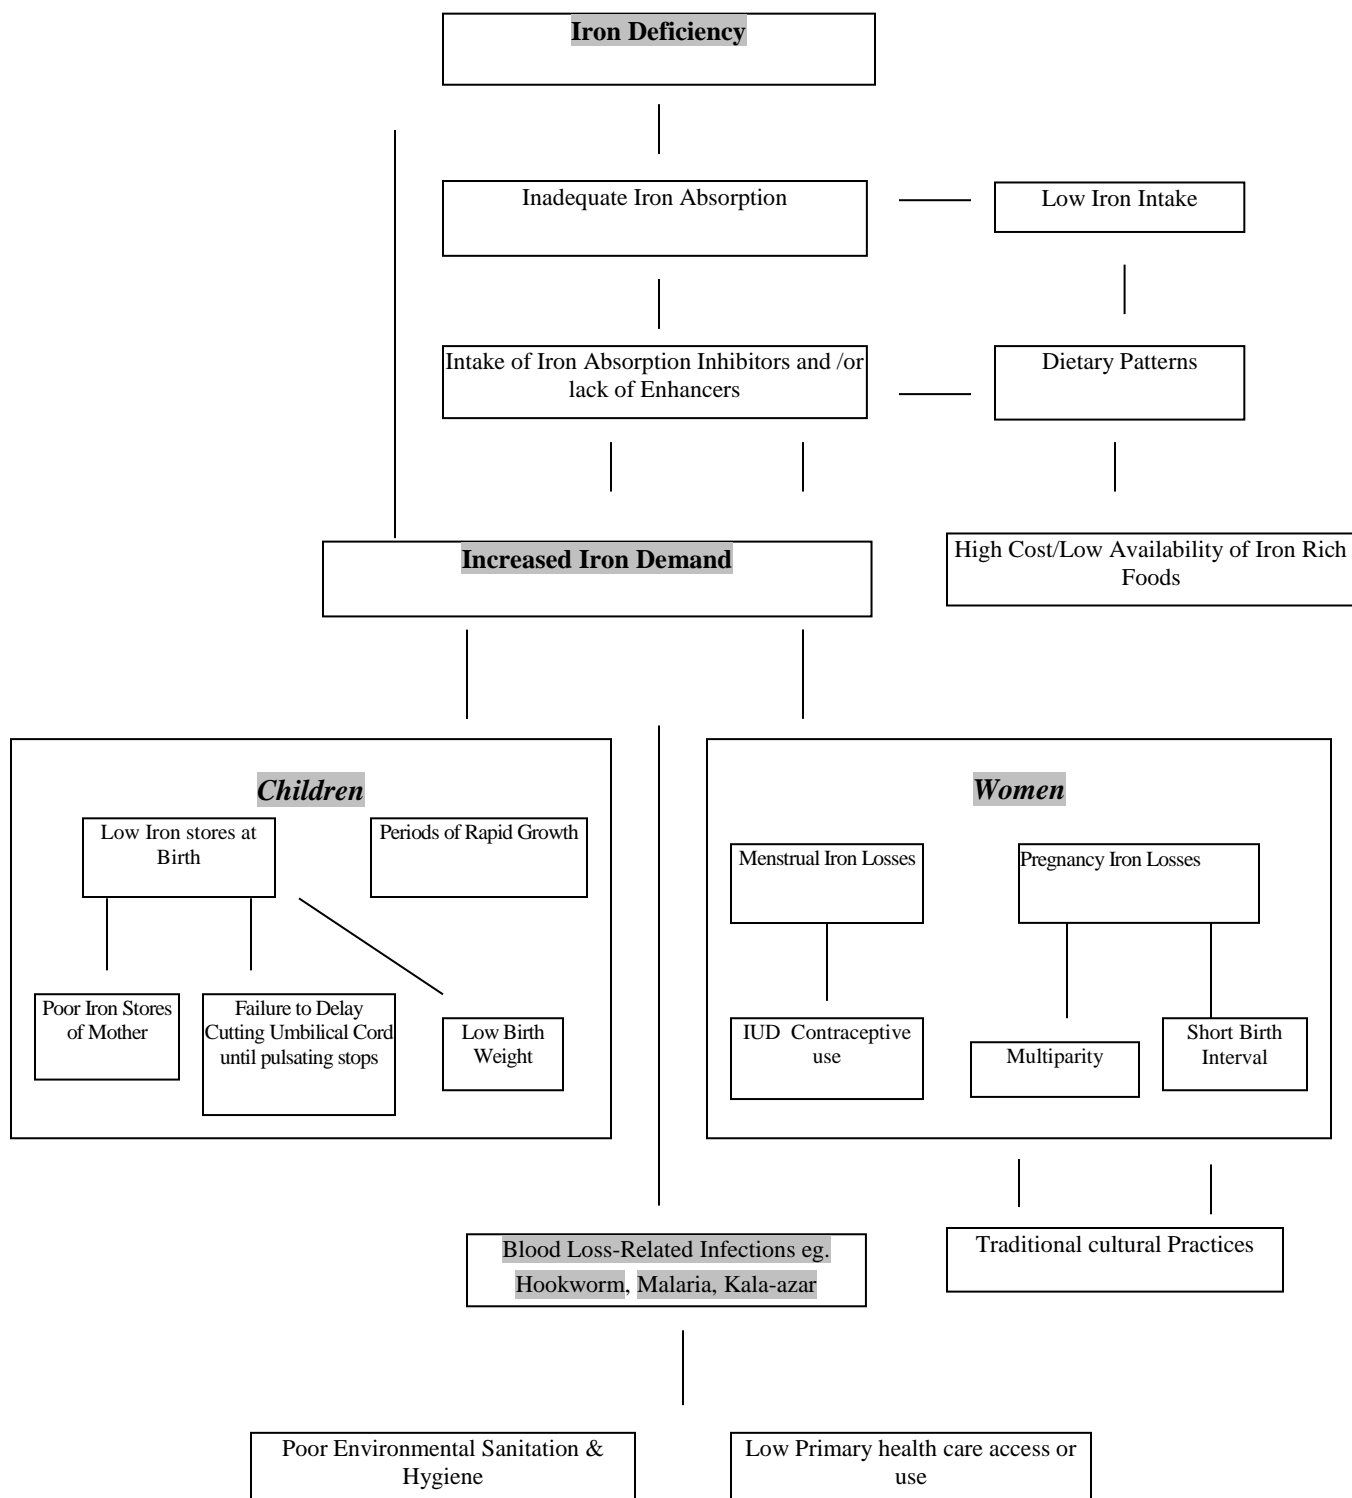 Iron Deficiency
Inadequate Iron Absorption
Low Iron Intake
Intake of Iron Absorption Inhibitors and /or
lack of Enhancers
Dietary Patterns
Increased Iron Demand
High Cost/Low Availability of Iron Rich
Foods
Children
Low Iron stores at
Birth
Periods of Rapid Growth
Poor Iron Stores
of Mother
Failure to Delay
Cutting Umbilical Cord
until pulsating stops
Low Birth
Weight
Women
Menstrual Iron Losses
Pregnancy Iron Losses
IUD Contraceptive
use
Multiparity
Short Birth
Interval
Blood Loss-Related Infections eg.
Hookworm, Malaria, Kala-azar
Traditional cultural Practices
Poor Environmental Sanitation &
Hygiene
Low Primary health care access or
use